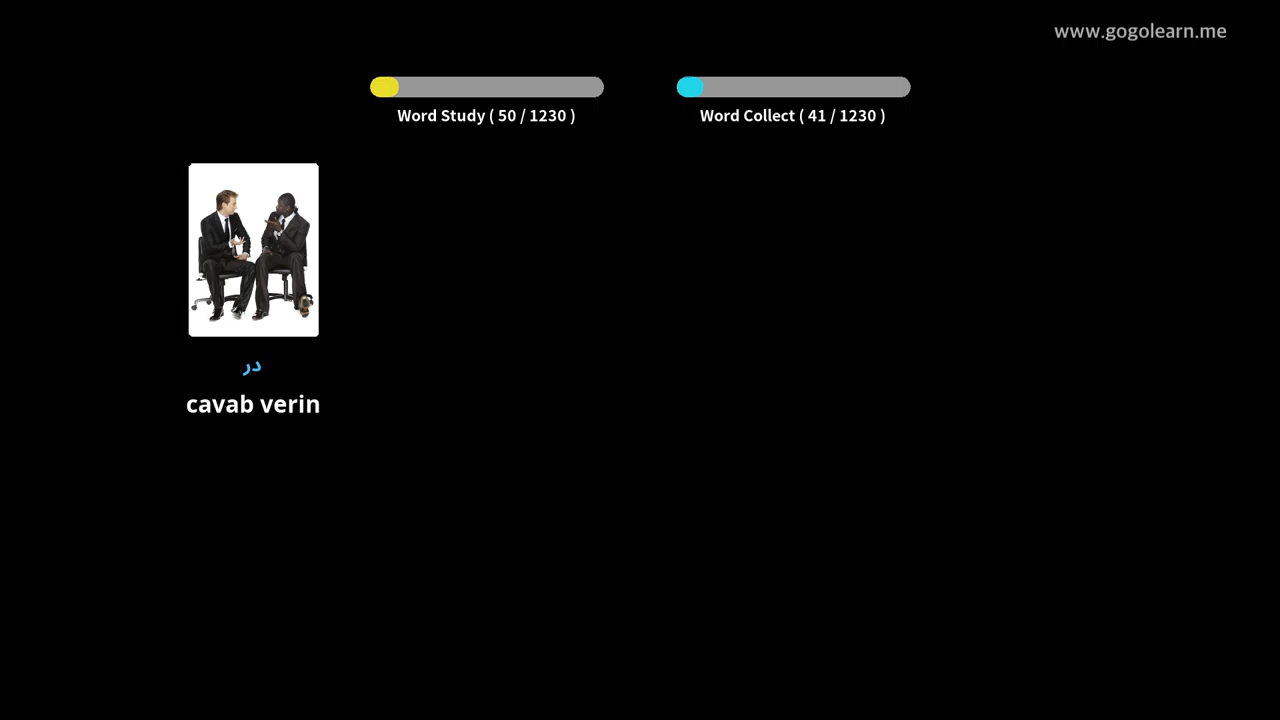 www.gogolearn.me
Word Study ( 50 / 1230 )
Word Collect ( 41 / 1230 )
در
cavab verin